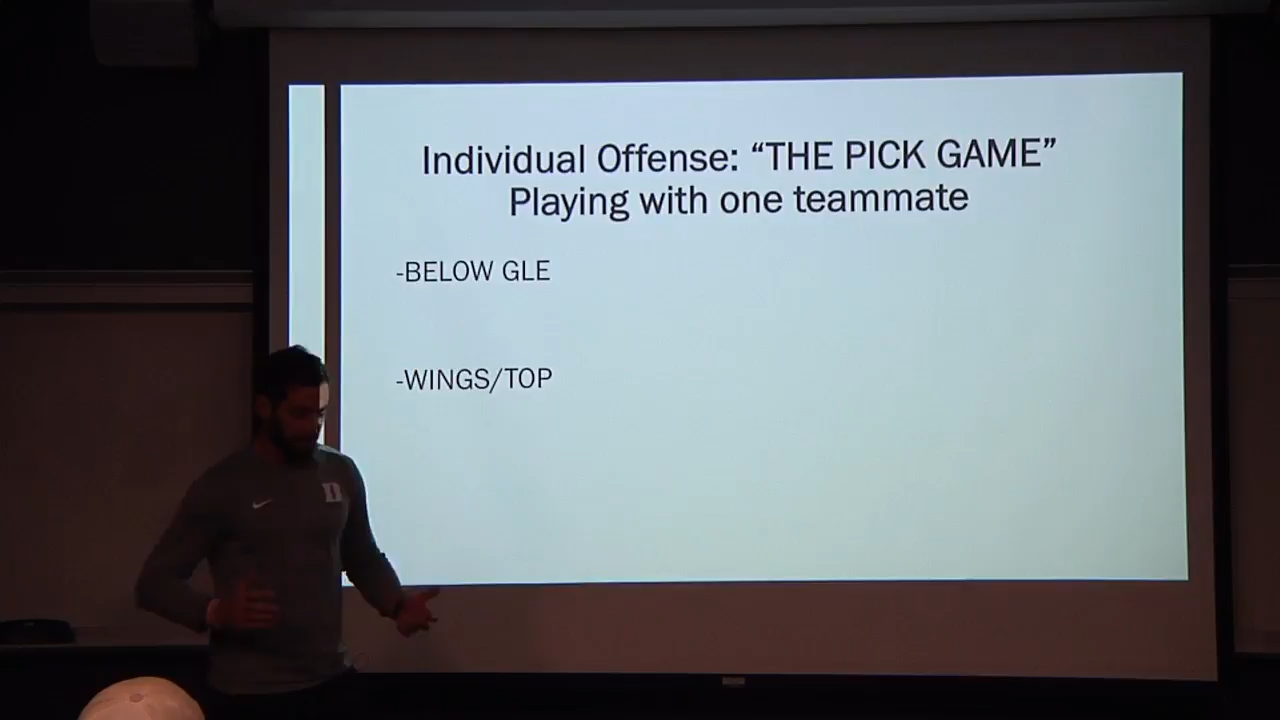 Individual Offense: “THE PICK GAME”
Playing with one teammate
-BELOW GLE
-WINGS/TOP
D